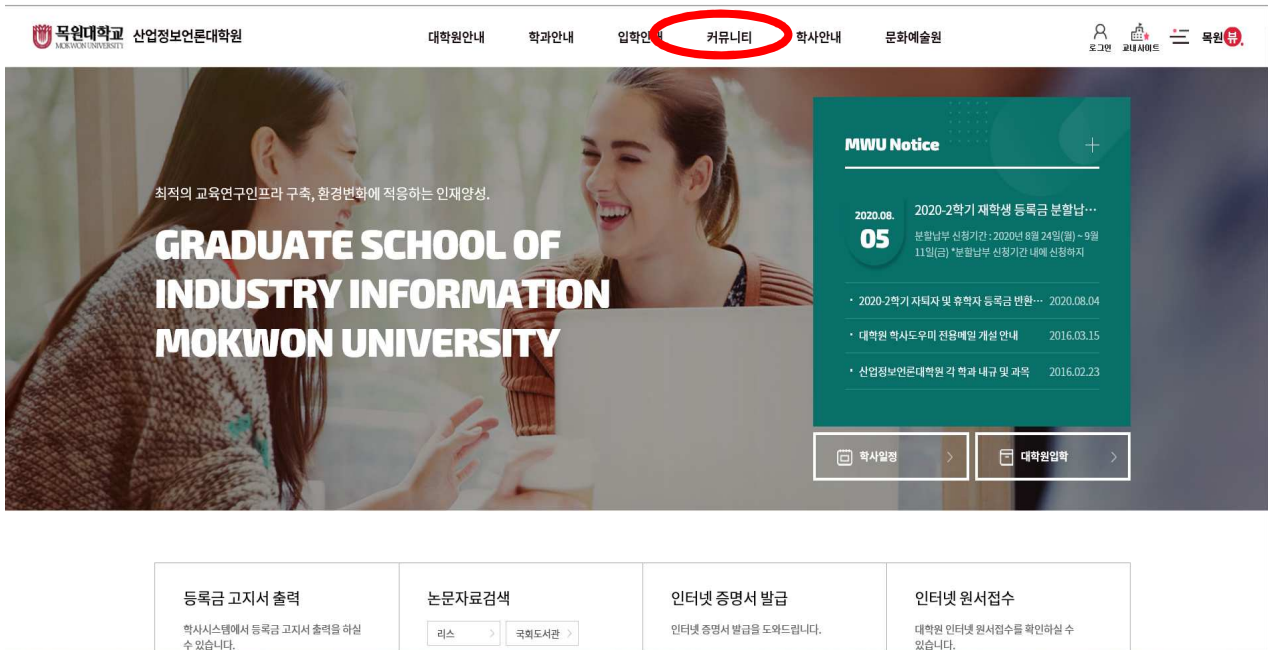 목원대학교 산업정보언론대학원
MOKWON UNIVERSITY
대학원안내 학과안내 입학안내 커뮤니티 학사안내 문화예술원
로그인 교내사이트 목원뷰.
최적의 교육연구인프라 구축, 환경변화에 적응하는 인재양성.
GRADUATE SCHOOL OF
INDUSTRY INFORMATION
MOKWON UNIVERSITY
MWU Notice
2020.08.
05
2020-2학기 재학생 등록금 분할납…
분할납부 신청기간 : 2020년 8월 24일(월) ~ 9월
11일(금) *분할납부 신청기간 내에 신청하지
· 2020-2학기 자퇴자 및 휴학자 등록금 반환… 2020.08.04
· 대학원 학사도우미 전용메일 개설 안내 2016.03.15
· 산업정보언론대학원 각 학과 내규 및 과목 2016.02.23
학사일정
대학원입학
등록금 고지서 출력
학사시스템에서 등록금 고지서 출력을 하실
수 있습니다.
논문자료검색
리스
국회도서관
인터넷 증명서 발급
인터넷 증명서 발급을 도와드립니다.
인터넷 원서접수
대학원 인터넷 원서접수를 확인하실 수
있습니다.